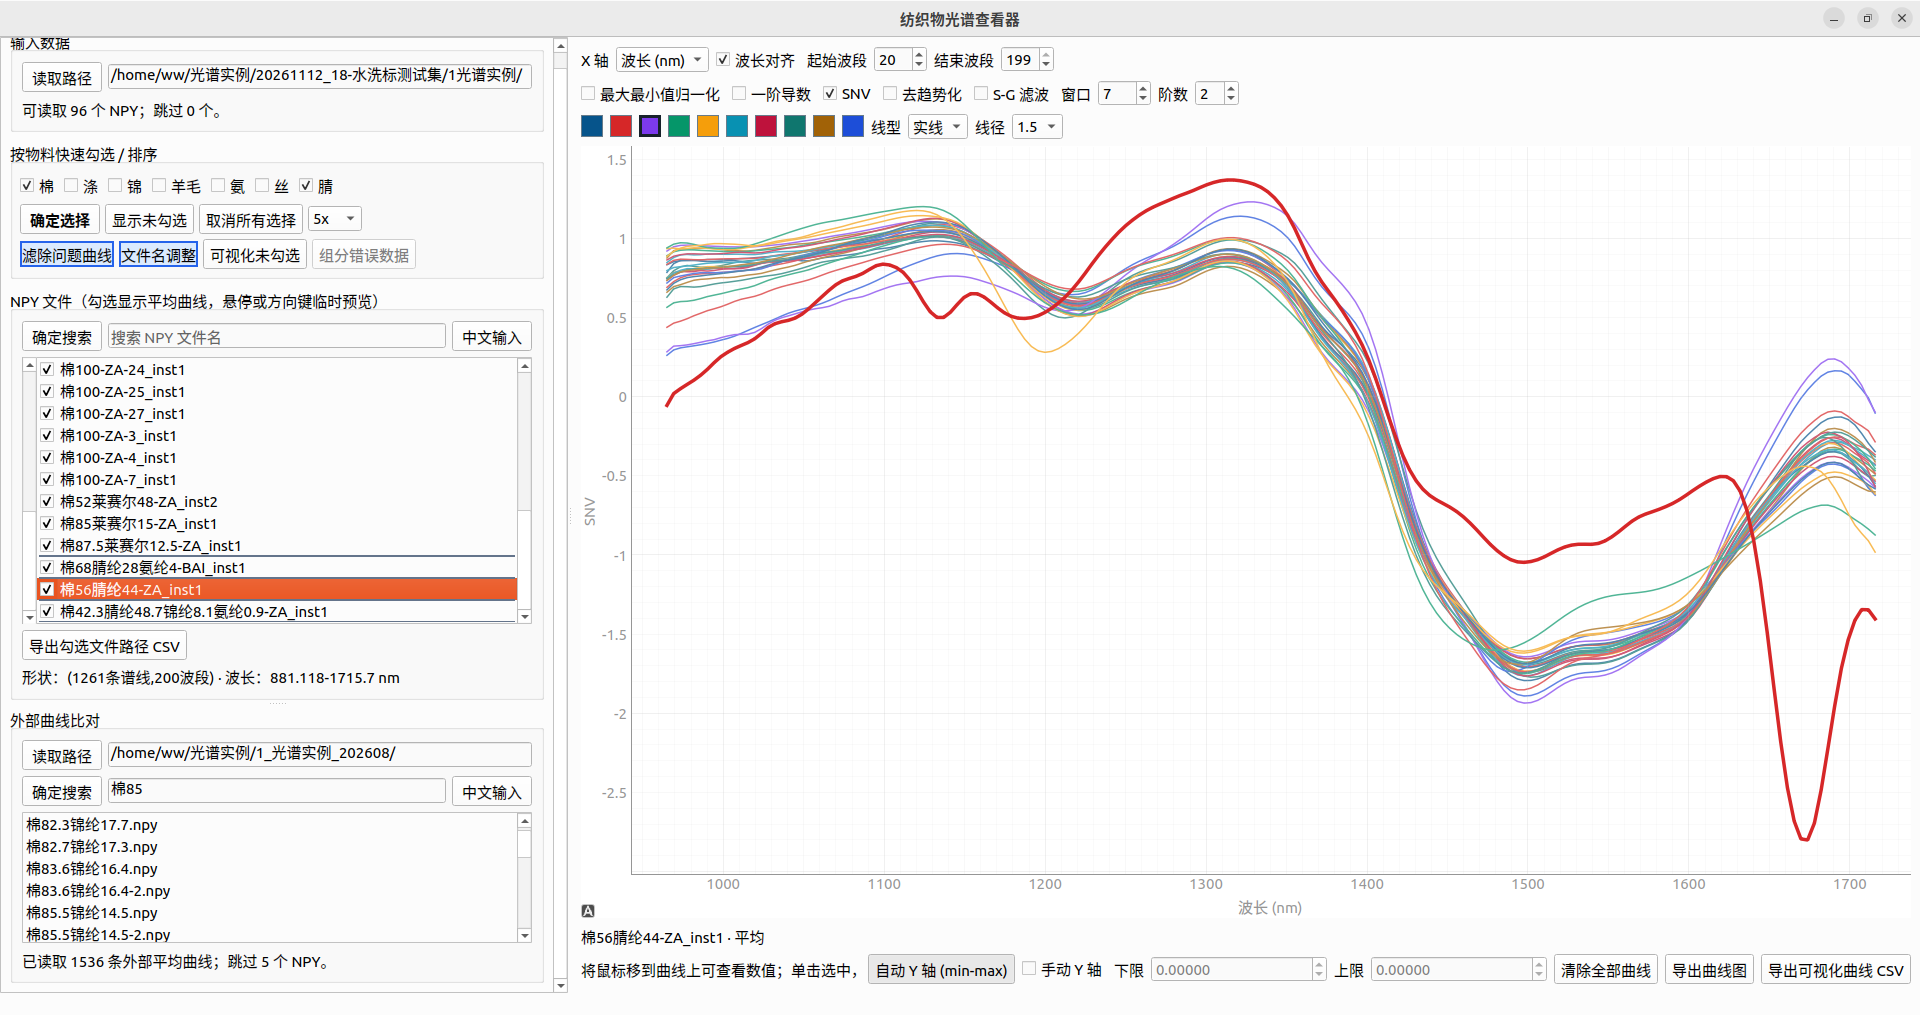 纺织物光谱查看器
输入数据
读取路径 /home/ww/光谱实例/20261112_18-水洗标测试集/1光谱实例/
可读取 96 个 NPY；跳过 0 个。
按物料快速勾选 / 排序
棉 涤 锦 羊毛 氨 丝 腈
确定选择 显示未勾选 取消所有选择 5x
滤除问题曲线 文件名调整 可视化未勾选 组分错误数据
NPY 文件（勾选显示平均曲线，悬停或方向键临时预览）
确定搜索 搜索 NPY 文件名 中文输入
棉100-ZA-24_inst1
棉100-ZA-25_inst1
棉100-ZA-27_inst1
棉100-ZA-3_inst1
棉100-ZA-4_inst1
棉100-ZA-7_inst1
棉52莱赛尔48-ZA_inst2
棉85莱赛尔15-ZA_inst1
棉87.5莱赛尔12.5-ZA_inst1
棉68腈纶28氨纶4-BAI_inst1
棉56腈纶44-ZA_inst1
棉42.3腈纶48.7锦纶8.1氨纶0.9-ZA_inst1
导出勾选文件路径 CSV
形状：(1261条谱线,200波段) · 波长：881.118-1715.7 nm
外部曲线比对
读取路径 /home/ww/光谱实例/1_光谱实例_202608/
确定搜索 棉85 中文输入
棉82.3锦纶17.7.npy
棉82.7锦纶17.3.npy
棉83.6锦纶16.4.npy
棉83.6锦纶16.4-2.npy
棉85.5锦纶14.5.npy
棉85.5锦纶14.5-2.npy
已读取 1536 条外部平均曲线；跳过 5 个 NPY。
X 轴 波长 (nm) 波长对齐 起始波段 20 结束波段 199
最大最小值归一化 一阶导数 SNV 去趋势化 S-G 滤波 窗口 7 阶数 2
线型 实线 线径 1.5
1.5
1
0.5
0
-0.5
-1
-1.5
-2
-2.5
SNV
1000 1100 1200 1300 1400 1500 1600 1700
波长 (nm)
A
棉56腈纶44-ZA_inst1 · 平均
将鼠标移到曲线上可查看数值；单击选中， 自动 Y 轴 (min-max) 手动 Y 轴 下限 0.00000 上限 0.00000 清除全部曲线 导出曲线图 导出可视化曲线 CSV